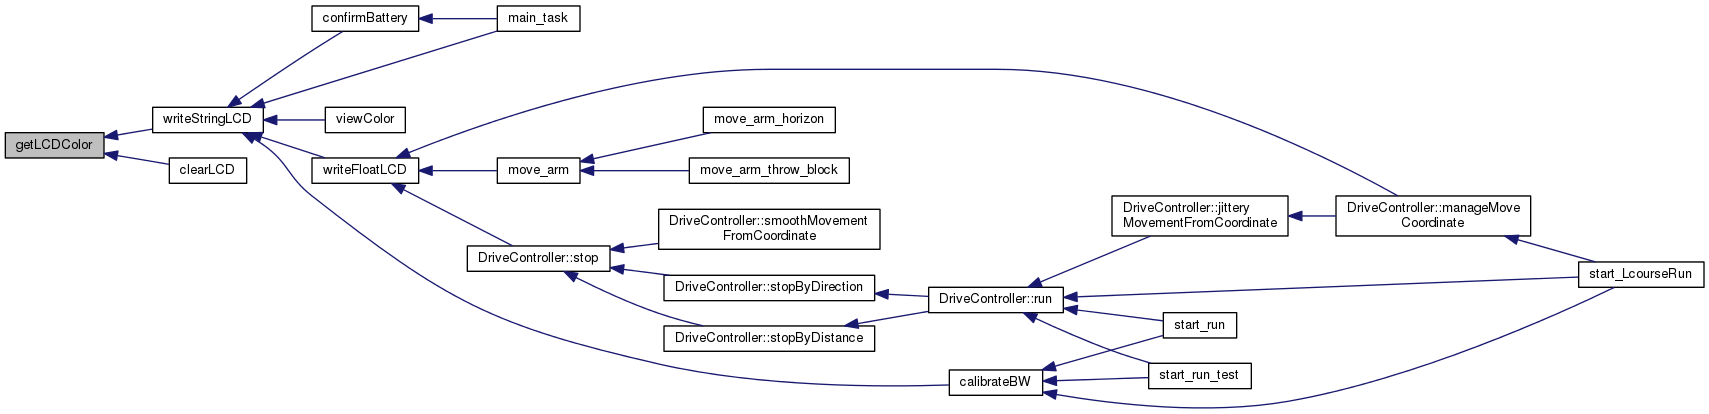 confirmBattery
main_task
writeStringLCD
viewColor
move_arm_horizon
getLCDColor
clearLCD
writeFloatLCD
move_arm
move_arm_throw_block
DriveController::smoothMovement
FromCoordinate
DriveController::jittery
MovementFromCoordinate
DriveController::manageMove
Coordinate
DriveController::stop
DriveController::stopByDirection
DriveController::run
start_LcourseRun
DriveController::stopByDistance
start_run
calibrateBW
start_run_test